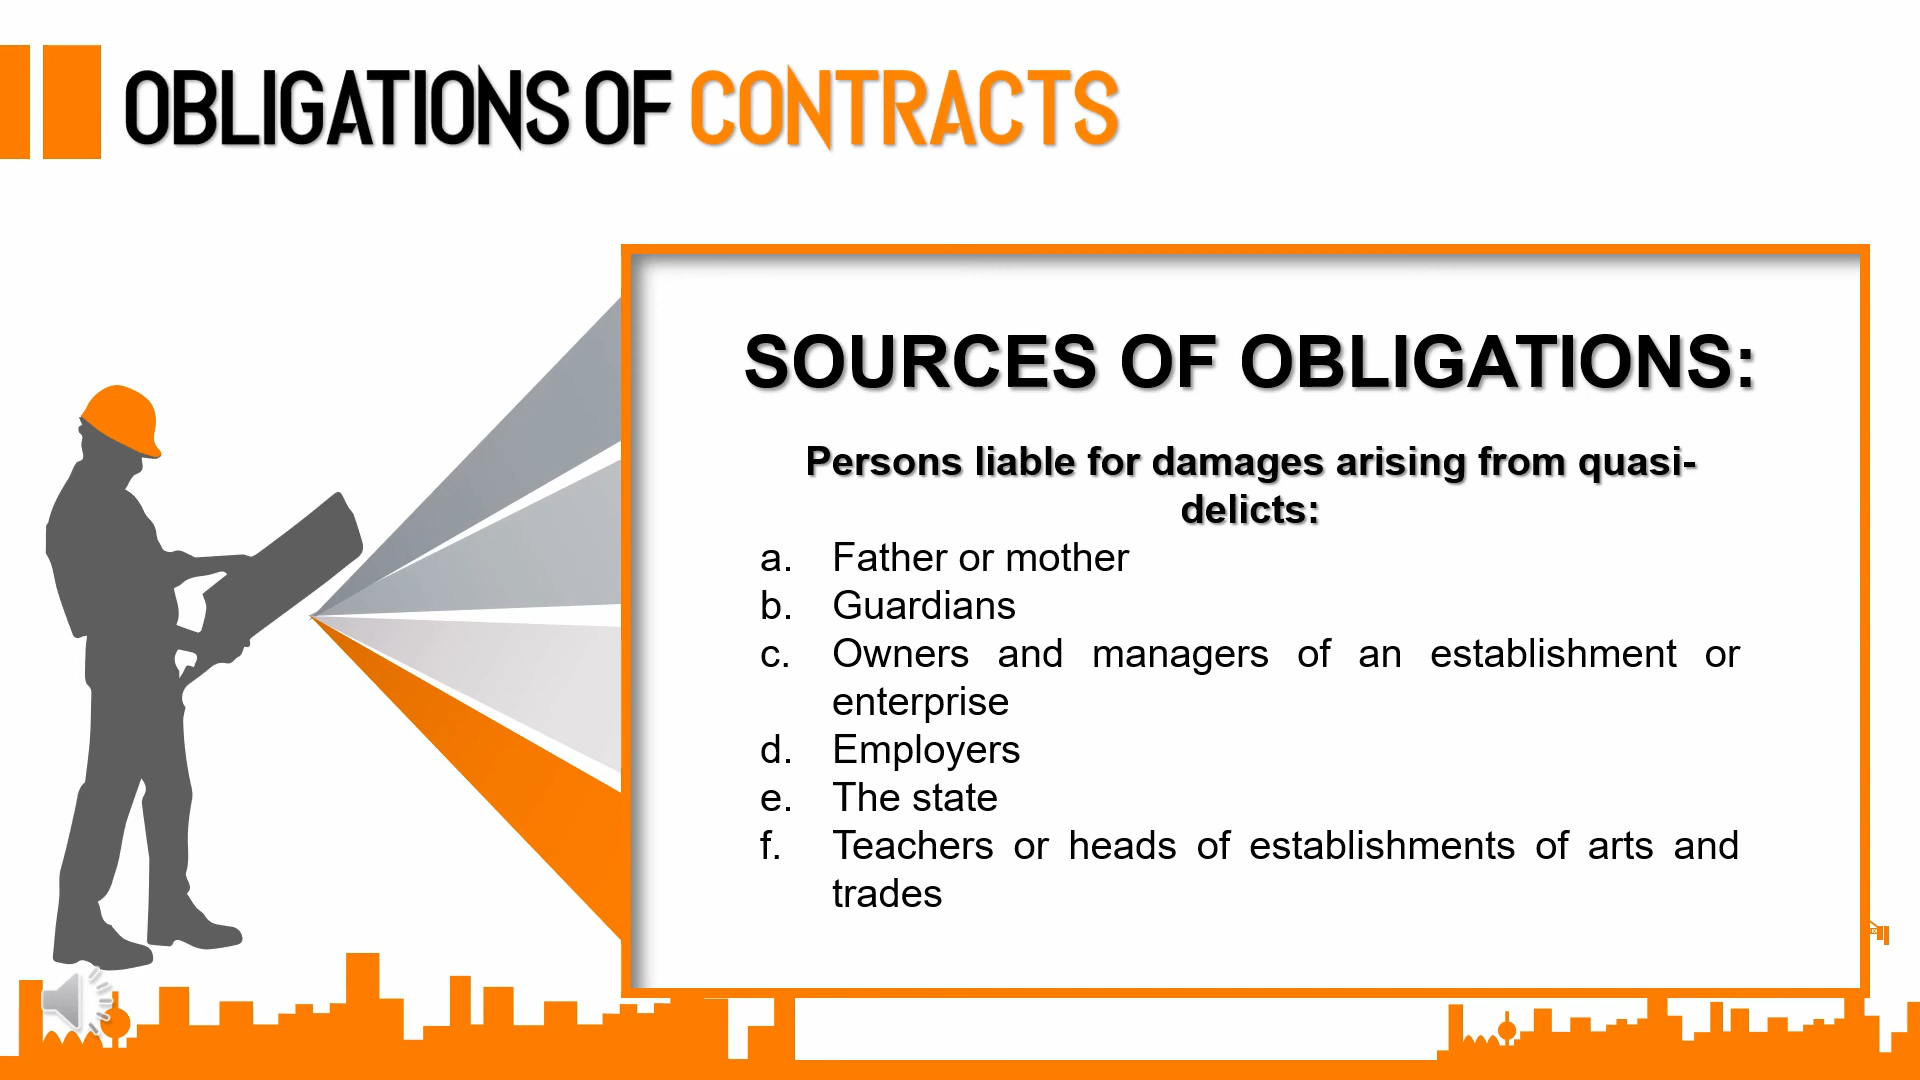 OBLIGATIONS OF CONTRACTS
SOURCES OF OBLIGATIONS:
Persons liable for damages arising from quasi-
delicts:
a. Father or mother
b. Guardians
c. Owners and managers of an establishment or
enterprise
d. Employers
e. The state
f. Teachers or heads of establishments of arts and
trades